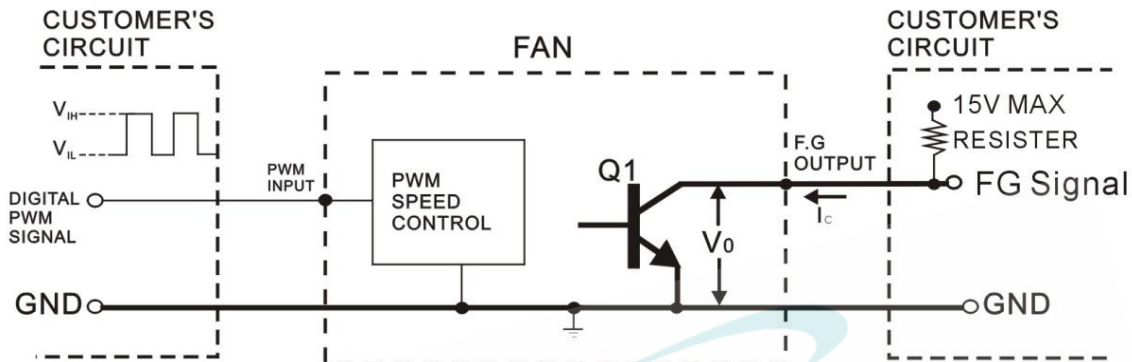 CUSTOMER'S
CIRCUIT
FAN
CUSTOMER'S
CIRCUIT
VIH
VIL
15V MAX
RESISTER
F.G
OUTPUT
PWM
INPUT
PWM
SPEED
CONTROL
Q1
DIGITAL
PWM
SIGNAL
FG Signal
IC
V0
GND
GND